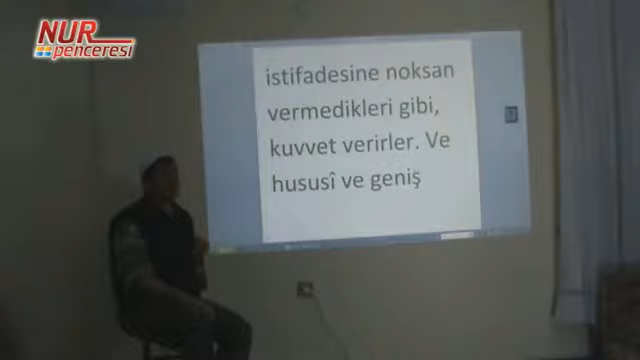 NUR
penceresi
istifadesine noksan
vermedikleri gibi,
kuvvet verirler. Ve
hususî ve geniş